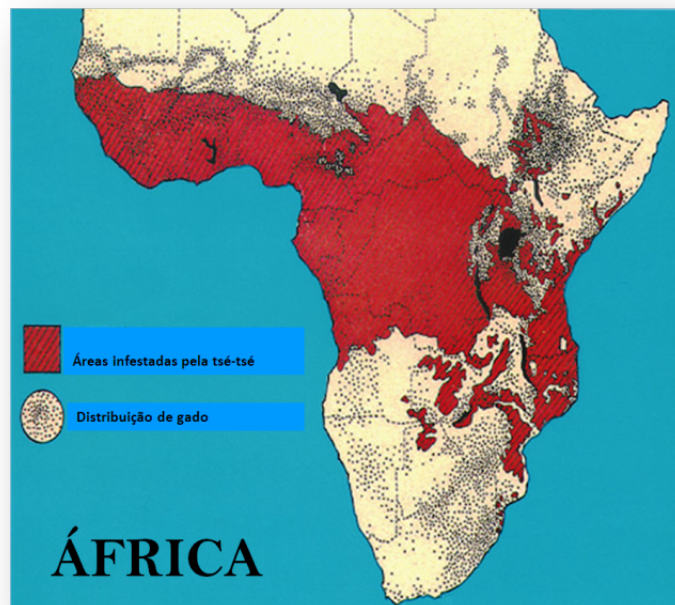 Áreas infestadas pela tsé-tsé
Distribuição de gado
ÁFRICA